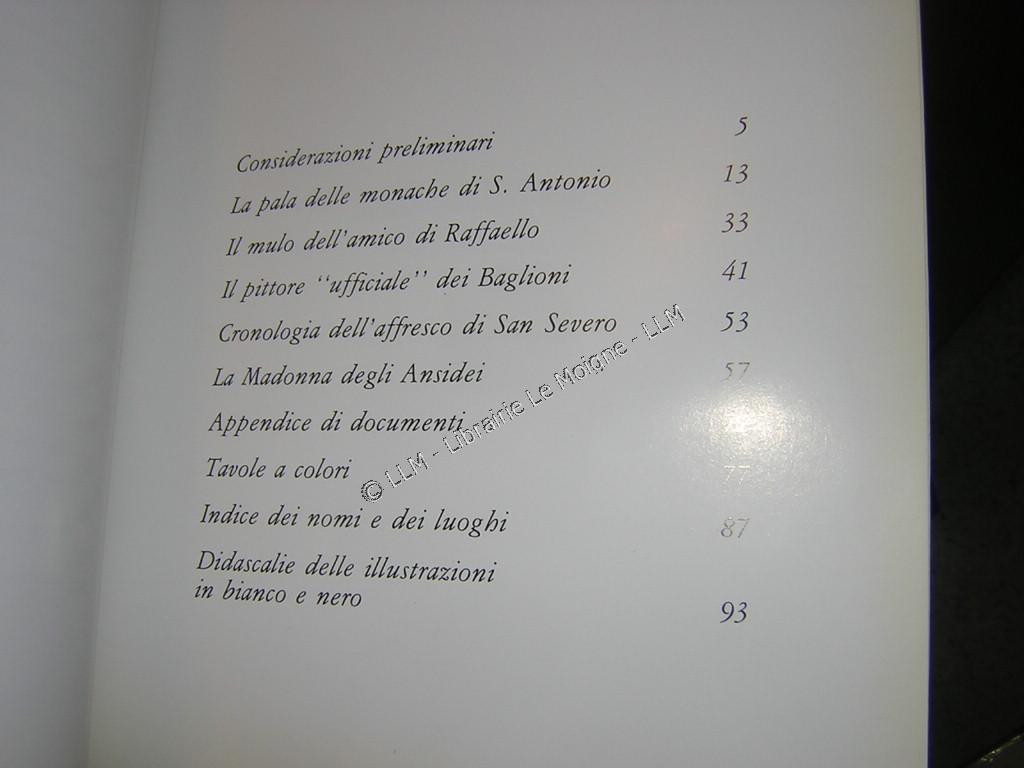 Considerazioni preliminari 5
La pala delle monache di S. Antonio 13
Il mulo dell'amico di Raffaello 33
Il pittore "ufficiale" dei Baglioni 41
Cronologia dell'affresco di San Severo 53
La Madonna degli Ansidei 57
Appendice di documenti
Tavole a colori 77
Indice dei nomi e dei luoghi 87
Didascalie delle illustrazioni
in bianco e nero 93
© LLM - Librairie Le Moigne - LLM